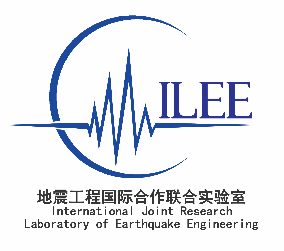 ILEE
地震工程国际合作联合实验室
International Joint Research
Laboratory of Earthquake Engineering